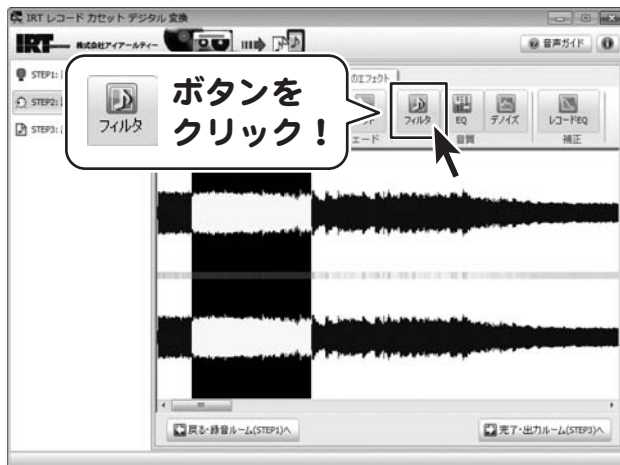 IRT レコード カセット デジタル 変換
IRT 株式会社アイアールティー
音声ガイド
STEP1:
STEP2:
STEP3:
のエフェクト
フィルタ
ボタンを
クリック！
フィルタ
EQ
デノイズ
レコードEQ
ェード
音質
補正
戻る・録音ルーム(STEP1)へ
完了・出力ルーム(STEP3)へ